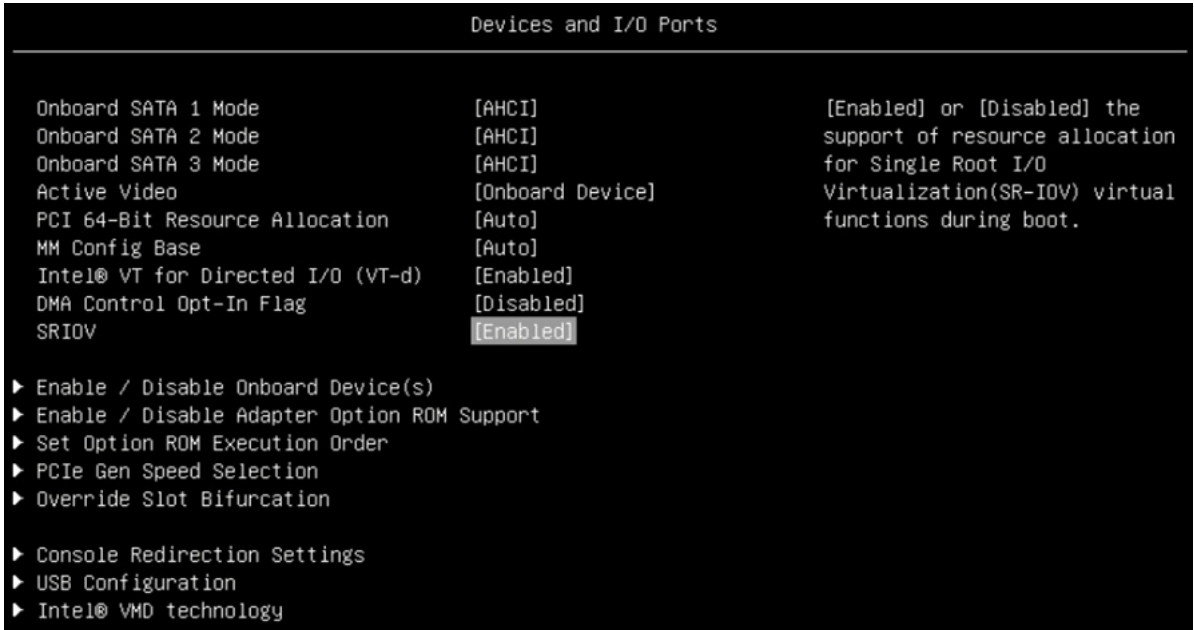 Devices and I/O Ports
Onboard SATA 1 Mode [AHCI]
Onboard SATA 2 Mode [AHCI]
Onboard SATA 3 Mode [AHCI]
Active Video [Onboard Device]
PCI 64-Bit Resource Allocation [Auto]
MM Config Base [Auto]
Intel® VT for Directed I/O (VT-d) [Enabled]
DMA Control Opt-In Flag [Disabled]
SRIOV [Enabled]
[Enabled] or [Disabled] the
support of resource allocation
for Single Root I/O
Virtualization(SR-IOV) virtual
functions during boot.
Enable / Disable Onboard Device(s)
Enable / Disable Adapter Option ROM Support
Set Option ROM Execution Order
PCIe Gen Speed Selection
Override Slot Bifurcation
Console Redirection Settings
USB Configuration
Intel® VMD technology